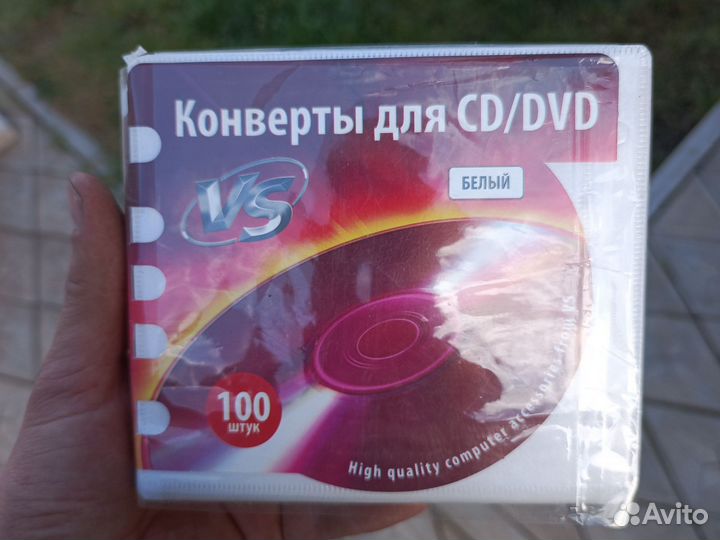 Конверты для CD/DVD
VS
БЕЛЫЙ
100
штук
High quality computer accessories from VS
Avito